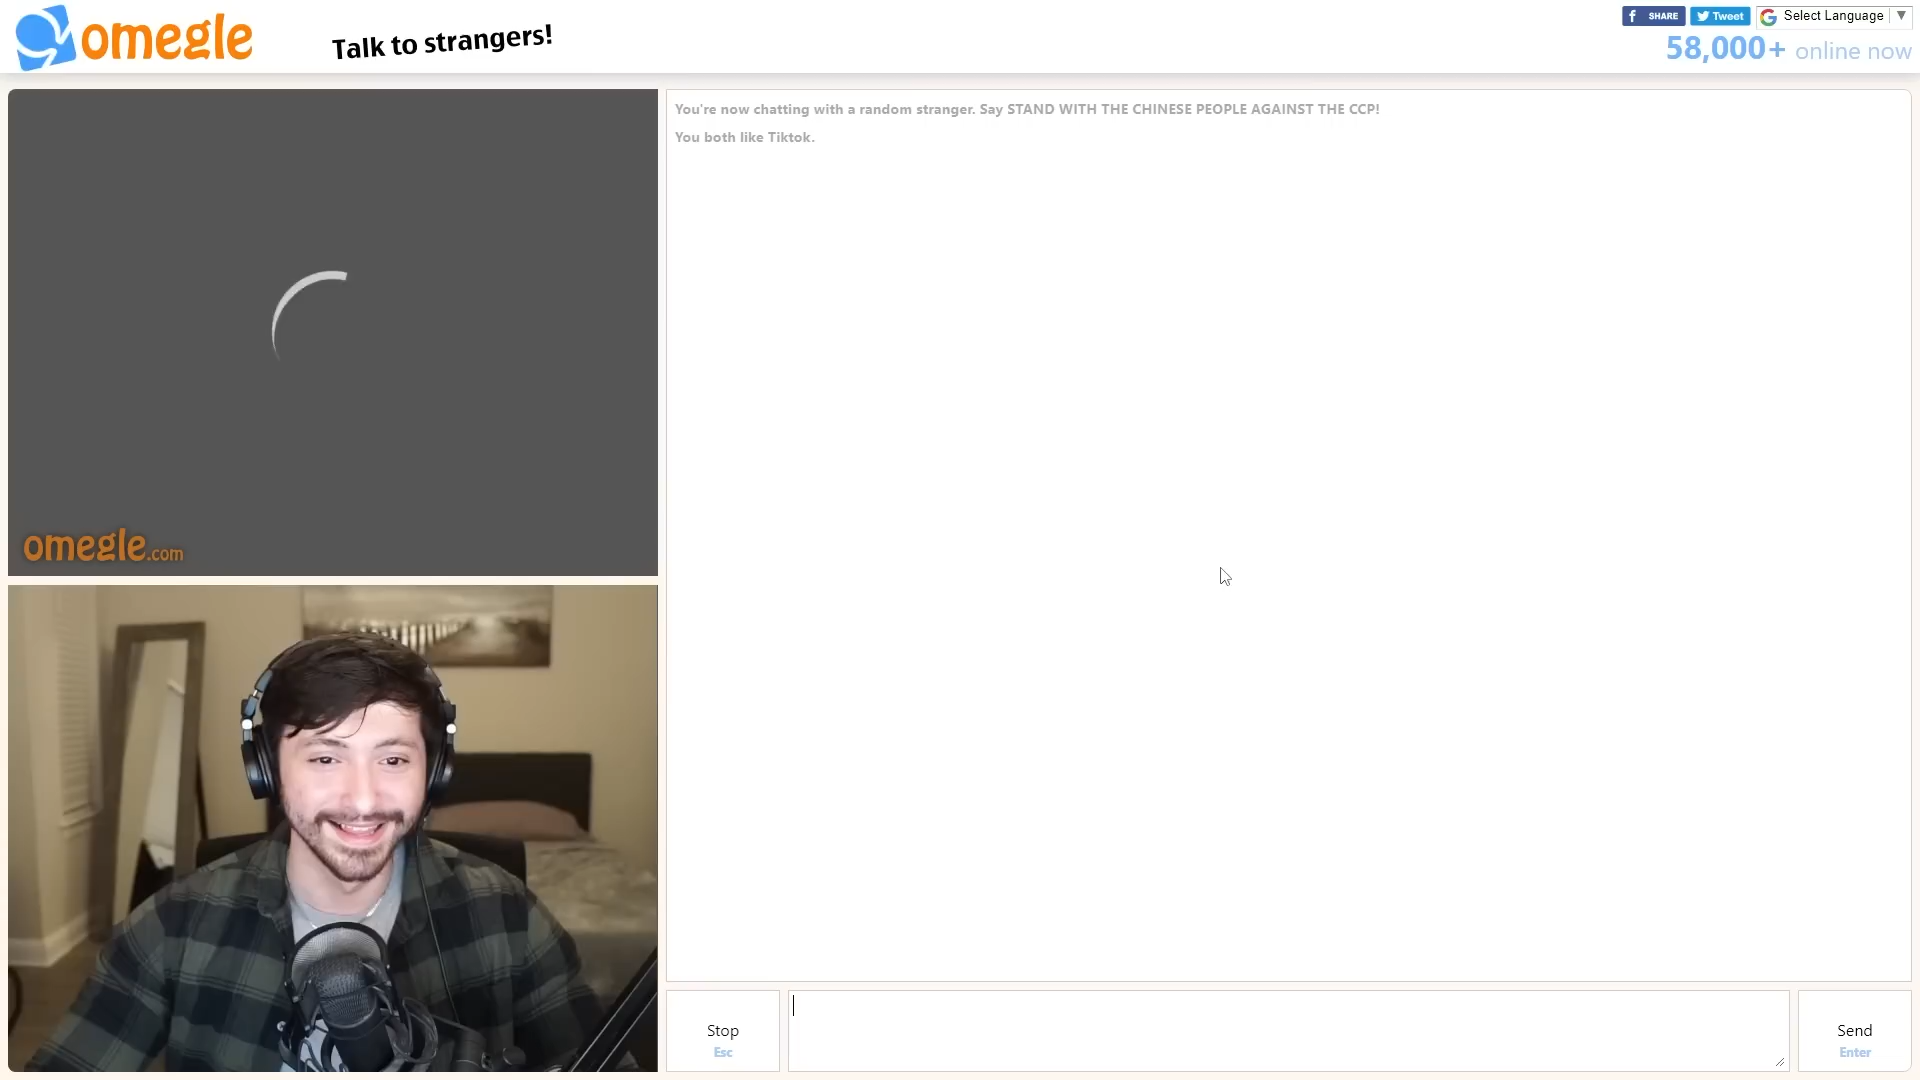 omegle
Talk to strangers!
SHARE
Tweet
Select Language
58,000+ online now
You're now chatting with a random stranger. Say STAND WITH THE CHINESE PEOPLE AGAINST THE CCP!
You both like Tiktok.
omegle.com
Stop
Esc
Send
Enter